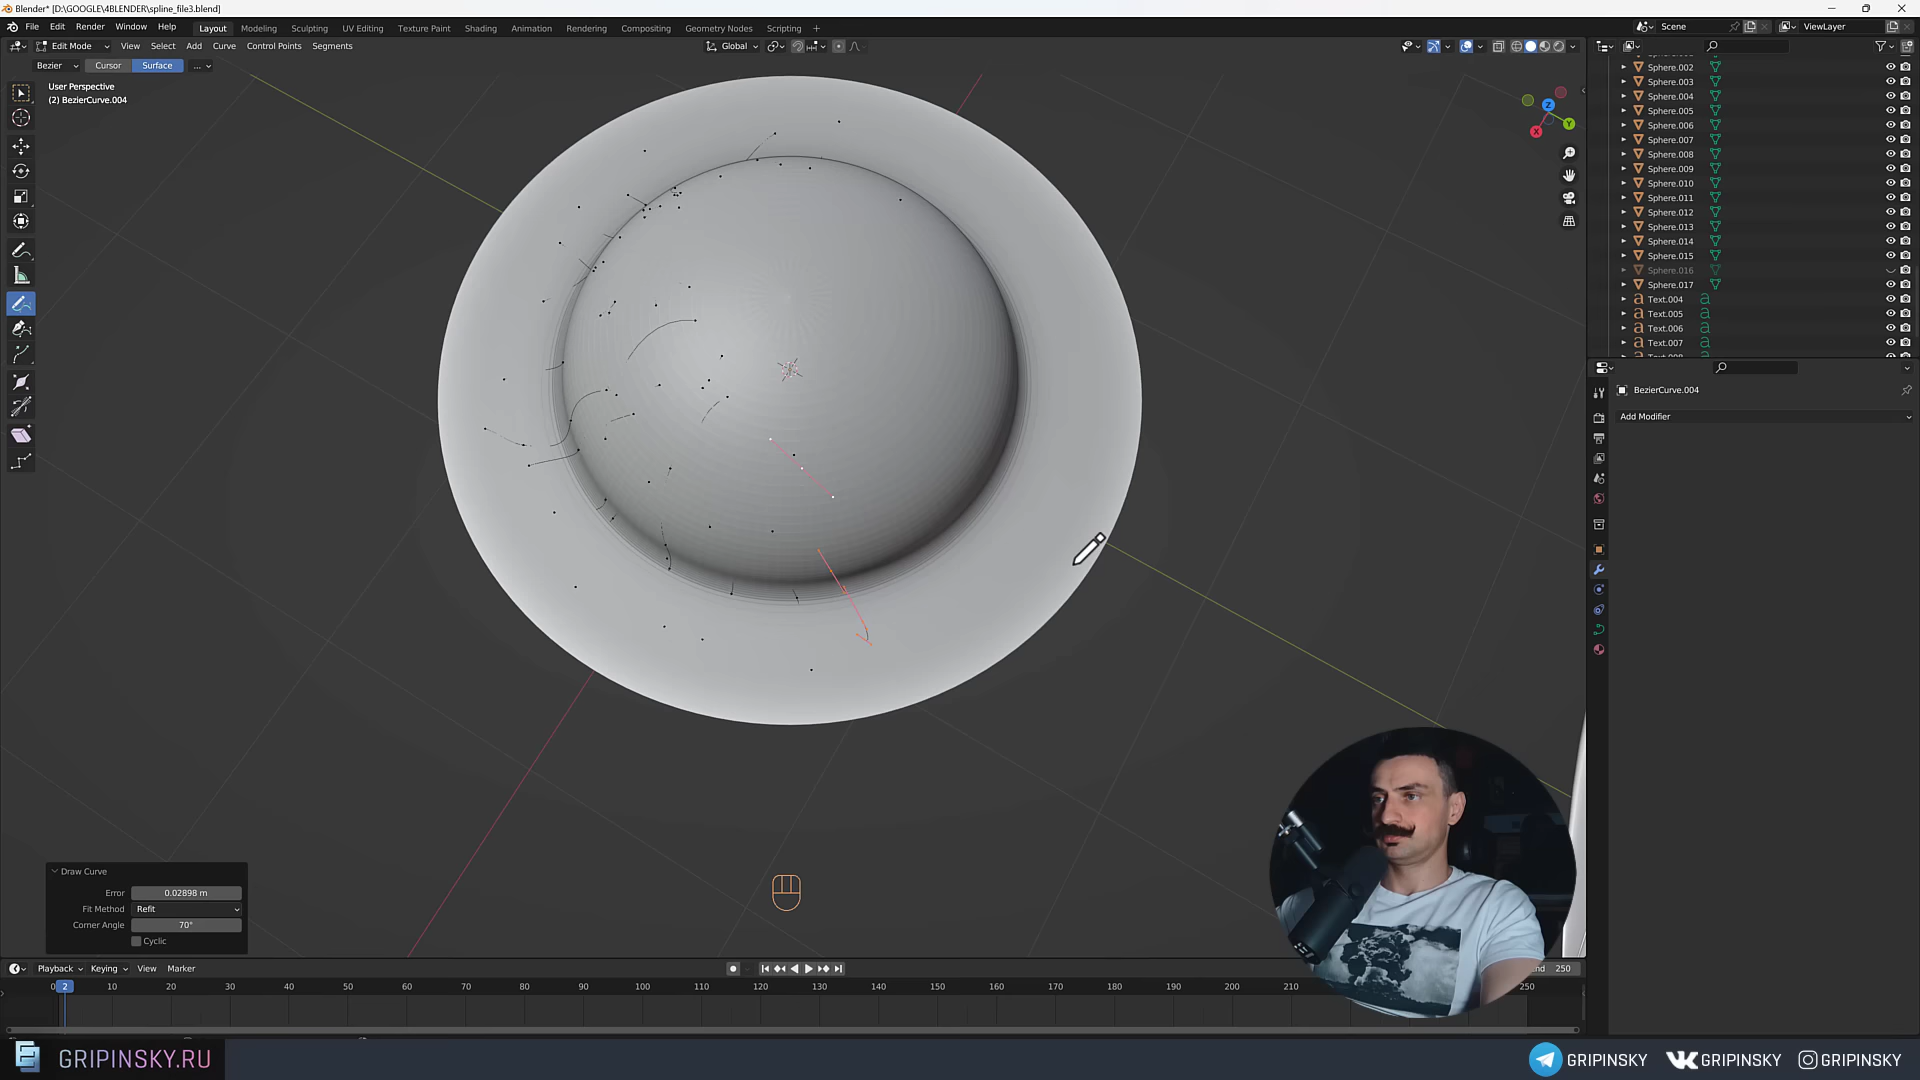 Blender* [D:\GOOGLE\4BLENDER\spline_file3.blend]
File Edit Render Window Help Layout Modeling Sculpting UV Editing Texture Paint Shading Animation Rendering Compositing Geometry Nodes Scripting + Scene ViewLayer
Edit Mode View Select Add Curve Control Points Segments Global
Bezier Cursor Surface ...
User Perspective
(2) BezierCurve.004
Z
Y
X
Sphere.002
Sphere.003
Sphere.004
Sphere.005
Sphere.006
Sphere.007
Sphere.008
Sphere.009
Sphere.010
Sphere.011
Sphere.012
Sphere.013
Sphere.014
Sphere.015
Sphere.016
Sphere.017
Text.004
Text.005
Text.006
Text.007
BezierCurve.004
Add Modifier
Draw Curve
Error 0.02898 m
Fit Method Refit
Corner Angle 70°
Cyclic
Playback Keying View Marker 250
0 2 10 20 30 40 50 60 70 80 90 100 110 120 130 140 150 160 170 180 190 200 210 250
GRIPINSKY.RU
GRIPINSKY GRIPINSKY GRIPINSKY